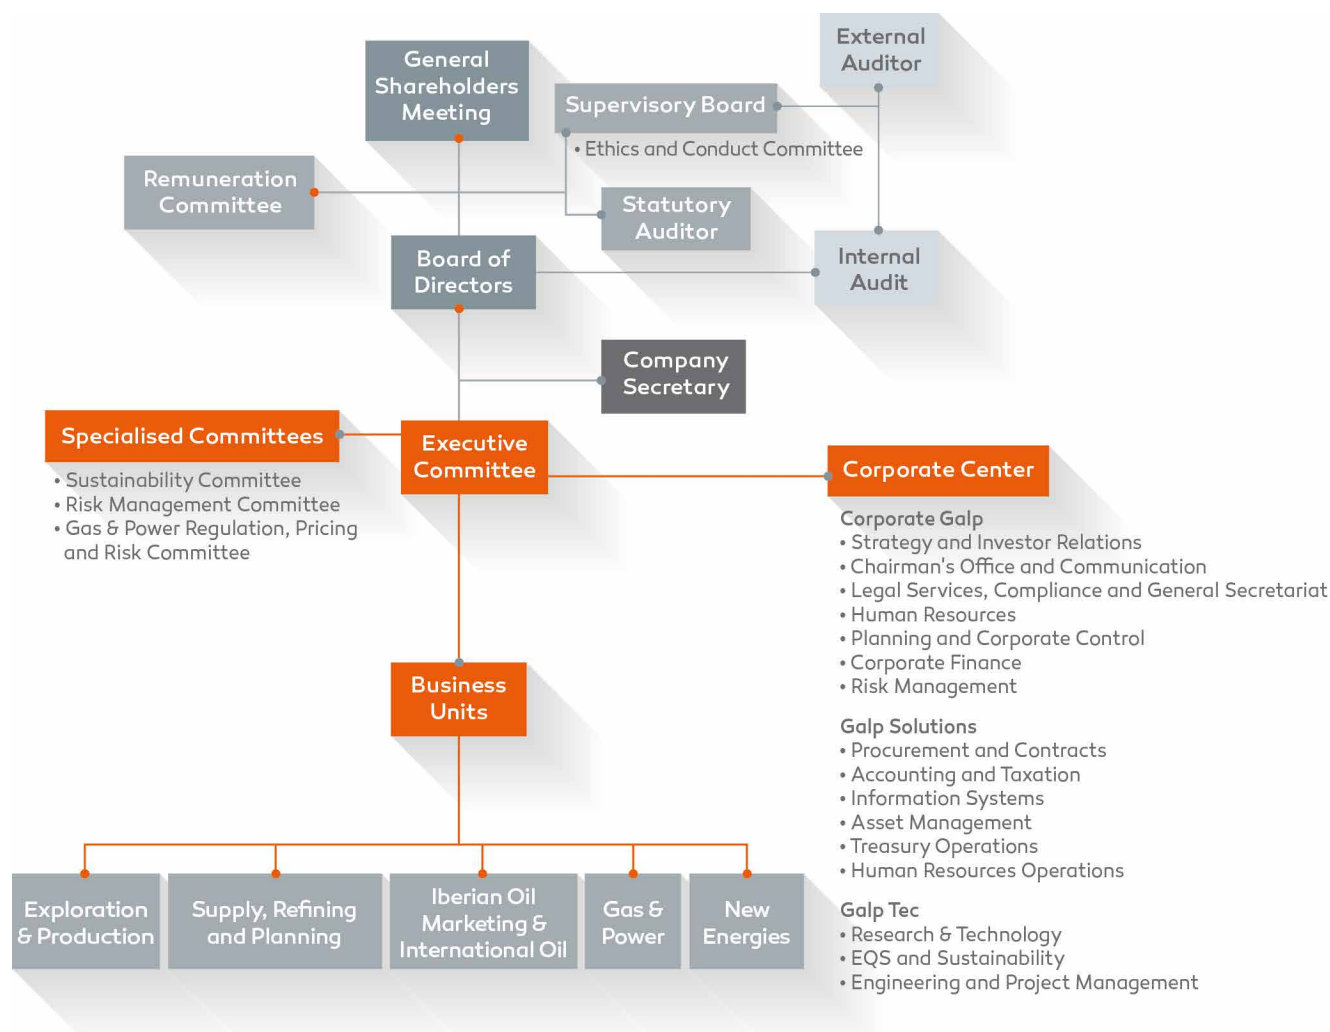 General
Shareholders
Meeting
External
Auditor
Supervisory Board
• Ethics and Conduct Committee
Remuneration
Committee
Statutory
Auditor
Board of
Directors
Internal
Audit
Company
Secretary
Specialised Committees
• Sustainability Committee
• Risk Management Committee
• Gas & Power Regulation, Pricing
and Risk Committee
Executive
Committee
Corporate Center
Corporate Galp
• Strategy and Investor Relations
• Chairman's Office and Communication
• Legal Services, Compliance and General Secretariat
• Human Resources
• Planning and Corporate Control
• Corporate Finance
• Risk Management
Galp Solutions
• Procurement and Contracts
• Accounting and Taxation
• Information Systems
• Asset Management
• Treasury Operations
• Human Resources Operations
Galp Tec
• Research & Technology
• EQS and Sustainability
• Engineering and Project Management
Business
Units
Exploration
& Production
Supply, Refining
and Planning
Iberian Oil
Marketing &
International Oil
Gas &
Power
New
Energies